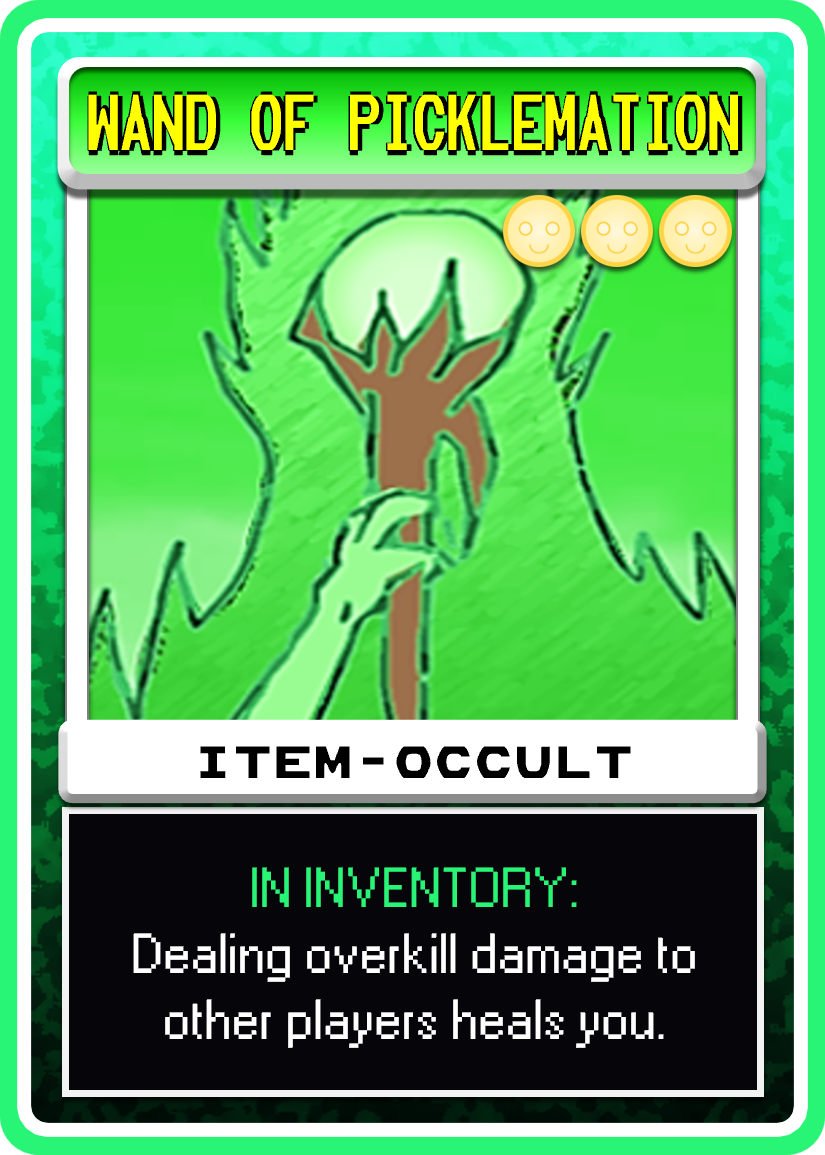 WAND OF PICKLEMATION
ITEM-OCCULT
IN INVENTORY:
Dealing overkill damage to
other players heals you.